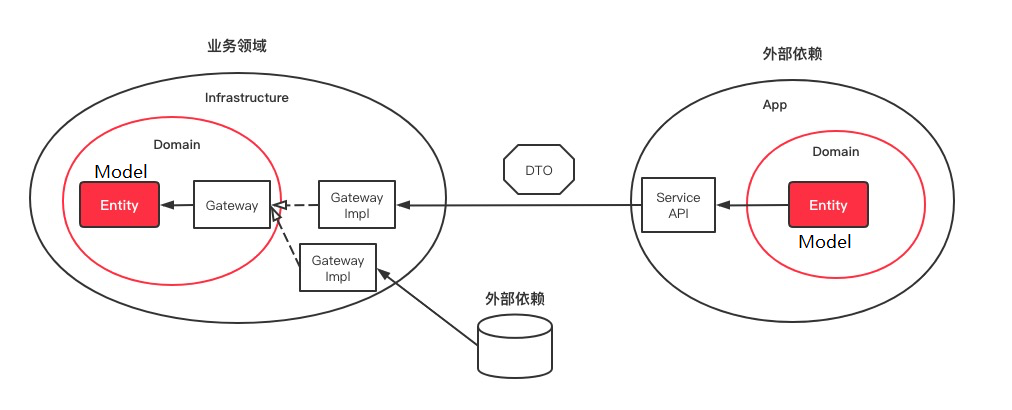 业务领域
外部依赖
Infrastructure
App
Domain
Domain
Model
Entity
Gateway
Gateway
Impl
DTO
Service
API
Entity
Model
Gateway
Impl
外部依赖